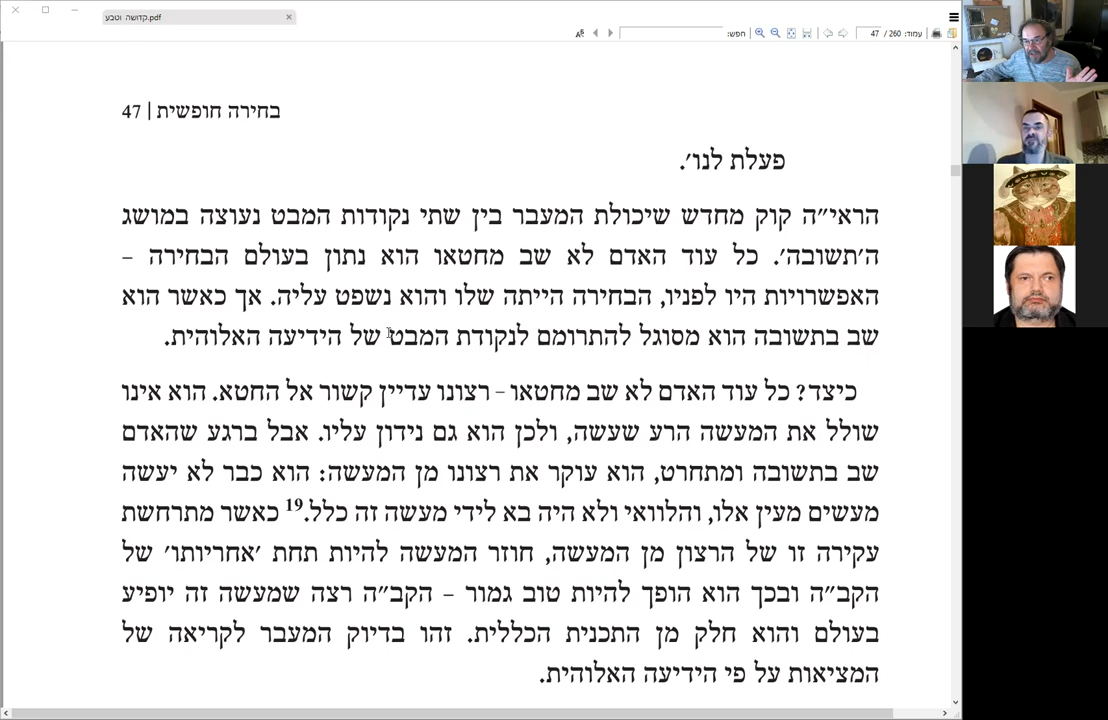 קדושה וטבע.pdf
עמוד: 260 / 47
חפש:
בחירה חופשית | 47
פעלת לנו׳.
הראי״ה קוק מחדש שיכולת המעבר בין שתי נקודות המבט נעוצה במושג
ה׳תשובה׳. כל עוד האדם לא שב מחטאו הוא נתון בעולם הבחירה –
האפשרויות היו לפניו, הבחירה הייתה שלו והוא נשפט עליה. אך כאשר הוא
שב בתשובה הוא מסוגל להתרומם לנקודת המבט של הידיעה האלוהית.
כיצד? כל עוד האדם לא שב מחטאו – רצונו עדיין קשור אל החטא. הוא אינו
שולל את המעשה הרע שעשה, ולכן הוא גם נידון עליו. אבל ברגע שהאדם
שב בתשובה ומתחרט, הוא עוקר את רצונו מן המעשה: הוא כבר לא יעשה
מעשים מעין אלו, והלוואי ולא היה בא לידי מעשה זה כלל.19 כאשר מתרחשת
עקירה זו של הרצון מן המעשה, חוזר המעשה להיות תחת ׳אחריותו׳ של
הקב״ה ובכך הוא הופך להיות טוב גמור – הקב״ה רצה שמעשה זה יופיע
בעולם והוא חלק מן התכנית הכללית. זהו בדיוק המעבר לקריאה של
המציאות על פי הידיעה האלוהית.